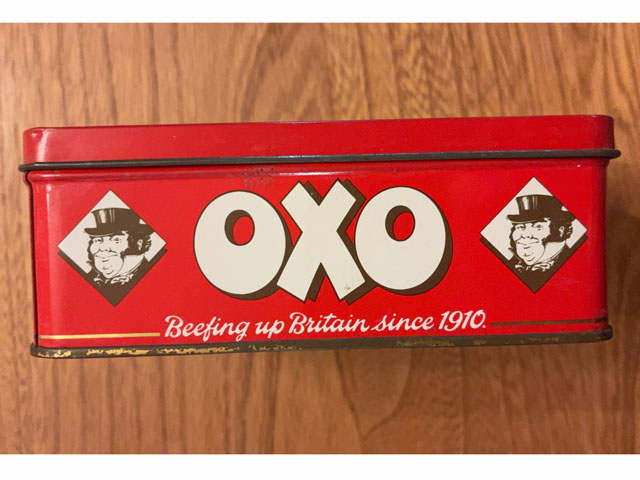 OXO
Beefing up Britain since 1910.